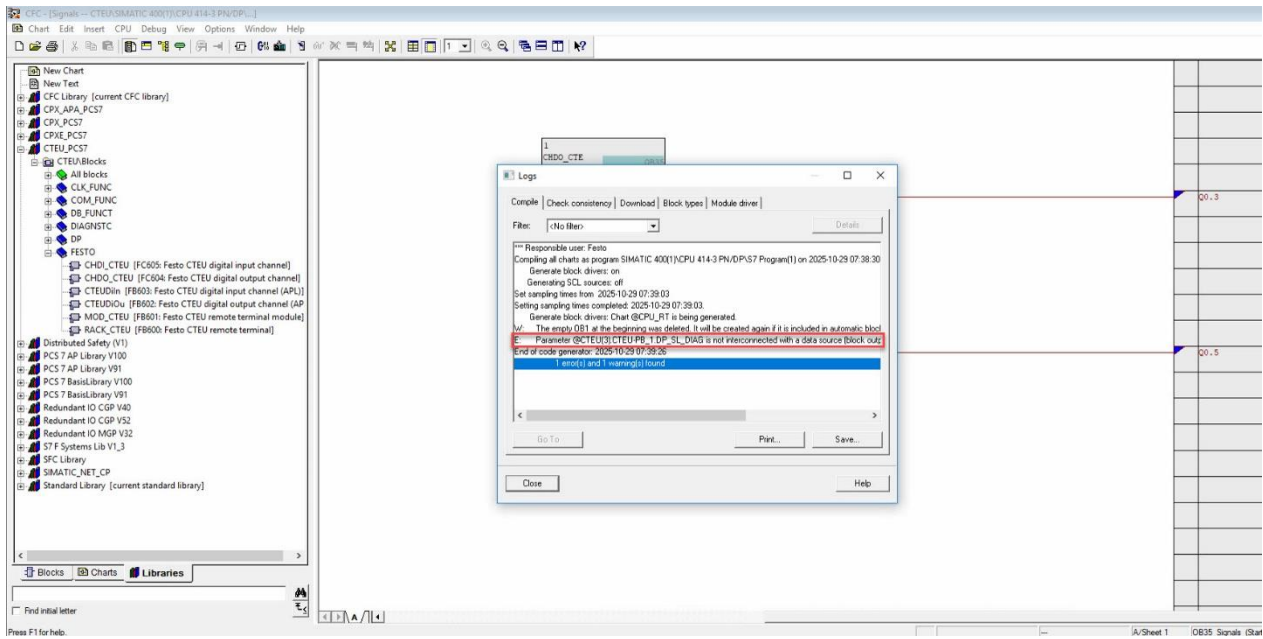 CFC - [Signals -- CTEU\SIMATIC 400(1)\CPU 414-3 PN/DP\...]
Chart Edit Insert CPU Debug View Options Window Help
1
New Chart
New Text
CFC Library [current CFC library]
CPX_APA_PCS7
CPX_PCS7
CPXE_PCS7
CTEU_PCS7
CTEU\Blocks
All blocks
CLK_FUNC
COM_FUNC
DB_FUNCT
DIAGNSTC
DP
FESTO
CHDI_CTEU [FC605: Festo CTEU digital input channel]
CHDO_CTEU [FC604: Festo CTEU digital output channel]
CTEUDiIn [FB603: Festo CTEU digital input channel (APL)]
CTEUDiOu [FB602: Festo CTEU digital output channel (AP
MOD_CTEU [FB601: Festo CTEU remote terminal module]
RACK_CTEU [FB600: Festo CTEU remote terminal]
Distributed Safety (V1)
PCS 7 AP Library V100
PCS 7 AP Library V91
PCS 7 BasisLibrary V100
PCS 7 BasisLibrary V91
Redundant IO CGP V40
Redundant IO CGP V52
Redundant IO MGP V32
S7 F Systems Lib V1_3
SFC Library
SIMATIC_NET_CP
Standard Library [current standard library]
Blocks Charts Libraries
Find initial letter
1
CHDO_CTE
OB35
Q0.3
Q0.5
Logs
Compile Check consistency Download Block types Module driver
Filter: <No filter> Details
*** Responsible user: Festo
Compiling all charts as program SIMATIC 400(1)\CPU 414-3 PN/DP\S7 Program(1) on 2025-10-29 07:38:30
Generate block drivers: on
Generating SCL sources: off
Set sampling times from 2025-10-29 07:39:03
Setting sampling times completed: 2025-10-29 07:39:03.
Generate block drivers: Chart @CPU_RT is being generated.
W: The empty OB1 at the beginning was deleted. It will be created again if it is included in automatic bloc
E: Parameter @CTEU(3)\CTEU-PB_1.DP_SL_DIAG is not interconnected with a data source (block outp
End of code generator: 2025-10-29 07:39:26
1 error(s) and 1 warning(s) found
Go To Print... Save...
Close Help
A
Press F1 for help. A/Sheet 1 OB35 Signals (Star